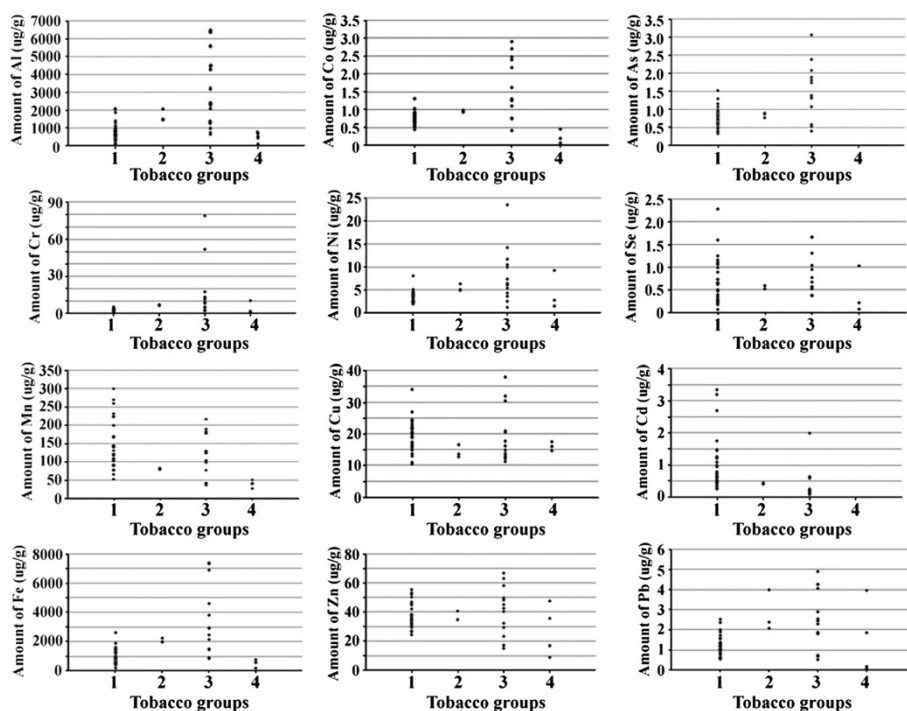 Amount of Al (ug/g)
7000
6000
5000
4000
3000
2000
1000
0
1 2 3 4
Tobacco groups
Amount of Co (ug/g)
3.5
3.0
2.5
2.0
1.5
1.0
0.5
0
1 2 3 4
Tobacco groups
Amount of As (ug/g)
3.5
3.0
2.5
2.0
1.5
1.0
0.5
0
1 2 3 4
Tobacco groups
Amount of Cr (ug/g)
90
60
30
0
1 2 3 4
Tobacco groups
Amount of Ni (ug/g)
25
20
15
10
5
0
1 2 3 4
Tobacco groups
Amount of Se (ug/g)
2.5
2.0
1.5
1.0
0.5
0
1 2 3 4
Tobacco groups
Amount of Mn (ug/g)
350
300
250
200
150
100
50
0
1 2 3 4
Tobacco groups
Amount of Cu (ug/g)
40
30
20
10
0
1 2 3 4
Tobacco groups
Amount of Cd (ug/g)
4
3
2
1
0
1 2 3 4
Tobacco groups
Amount of Fe (ug/g)
8000
6000
4000
2000
0
1 2 3 4
Tobacco groups
Amount of Zn (ug/g)
80
60
40
20
0
1 2 3 4
Tobacco groups
Amount of Pb (ug/g)
6
5
4
3
2
1
0
1 2 3 4
Tobacco groups